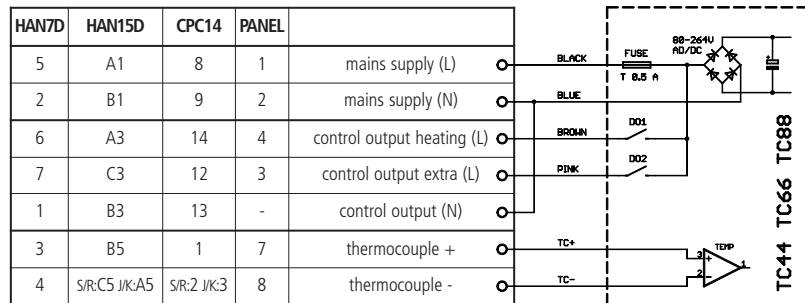 HAN7D HAN15D CPC14 PANEL
5 A1 8 1 mains supply (L)
2 B1 9 2 mains supply (N)
6 A3 14 4 control output heating (L)
7 C3 12 3 control output extra (L)
1 B3 13 - control output (N)
3 B5 1 7 thermocouple +
4 S/R:C5 J/K:A5 S/R:2 J/K:3 8 thermocouple -
BLACK
BLUE
BROWN
PINK
TC+
TC-
FUSE
T 0.5 A
80-264V
AD/DC
+
DO1
DO2
TEMP
3 +
2 -
1
TC44 TC66 TC88